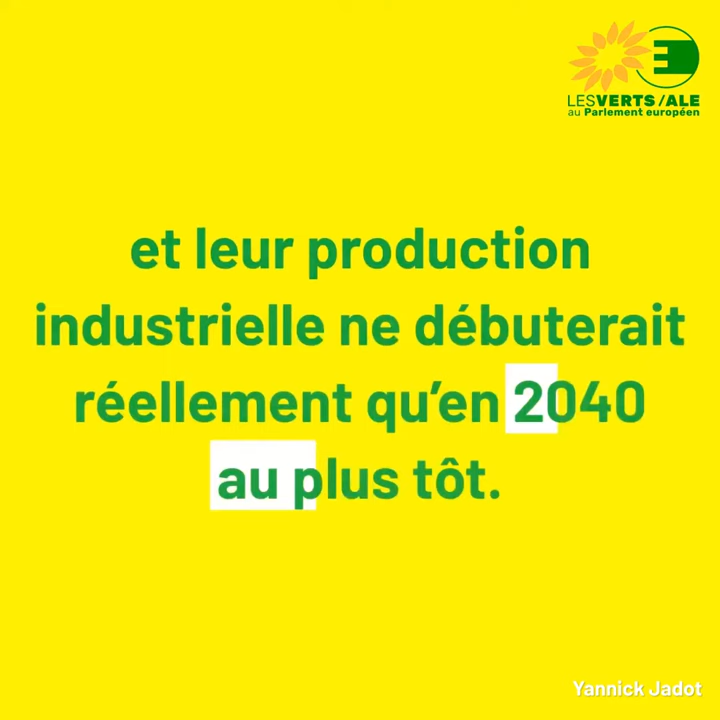 LESVERTS/ALE
au Parlement européen
et leur production
industrielle ne débuterait
réellement qu’en 2040
au plus tôt.
Yannick Jadot